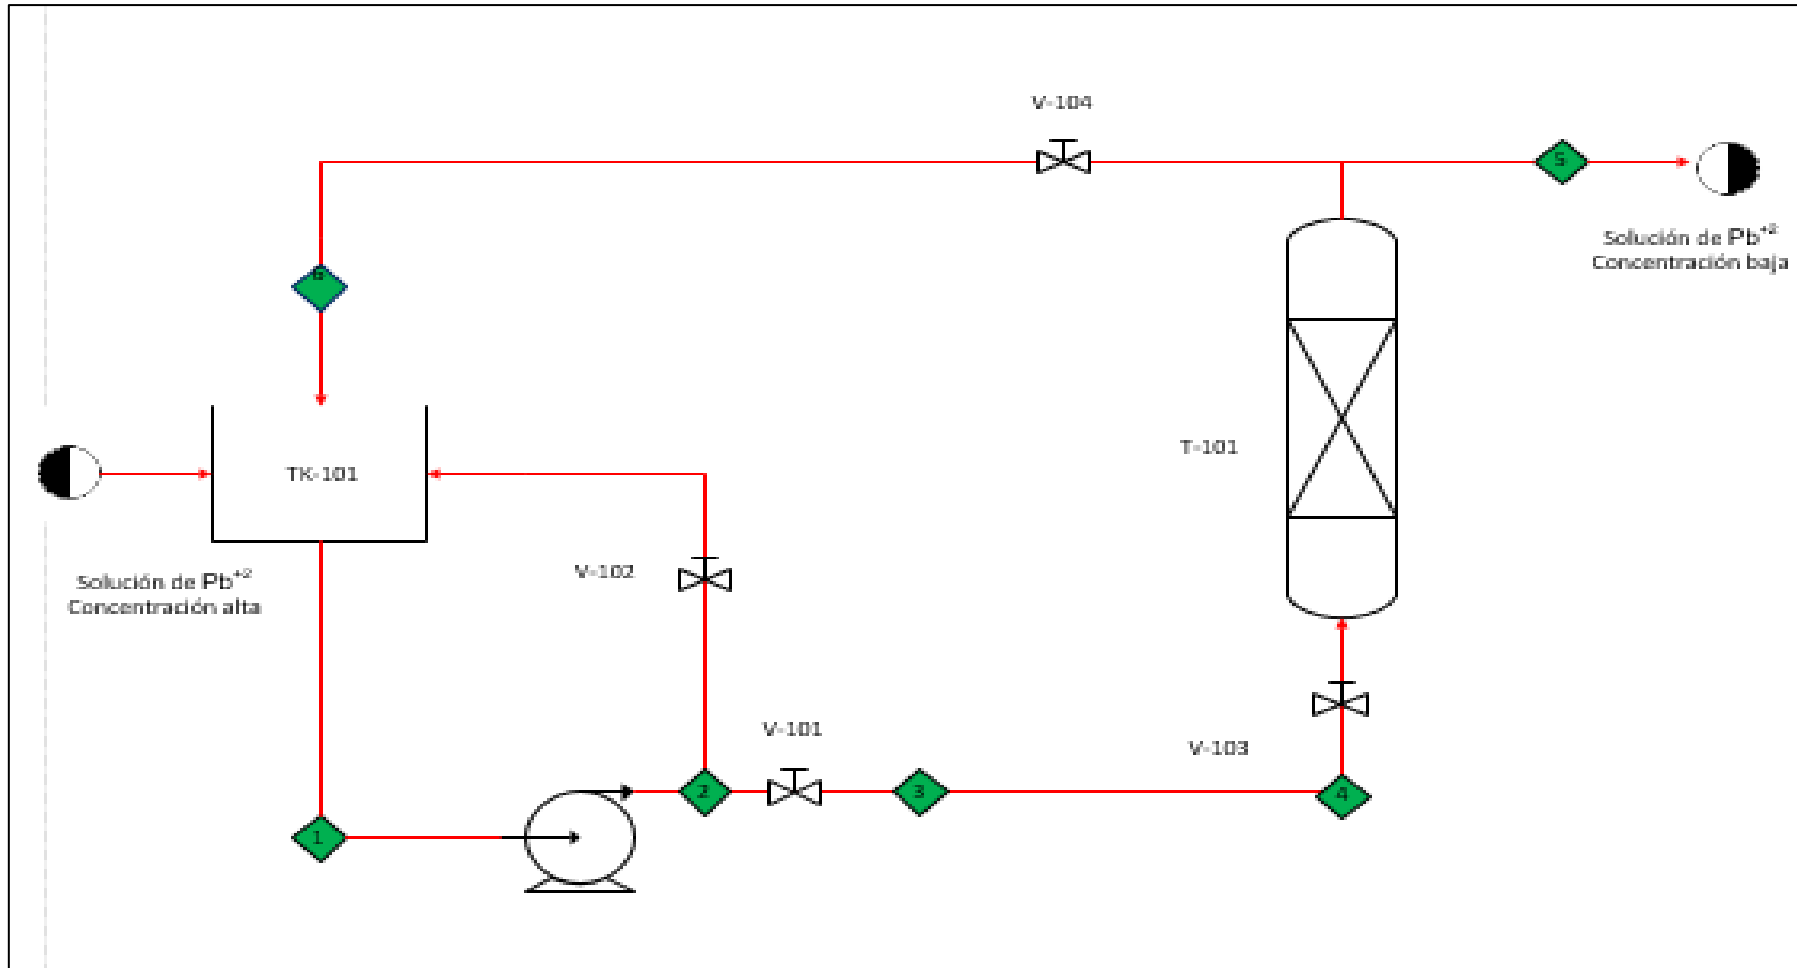 V-104
5
Solución de Pb⁺²
Concentración baja
T-101
TK-101
V-102
Solución de Pb⁺²
Concentración alta
V-101
V-103
2
3
4
1